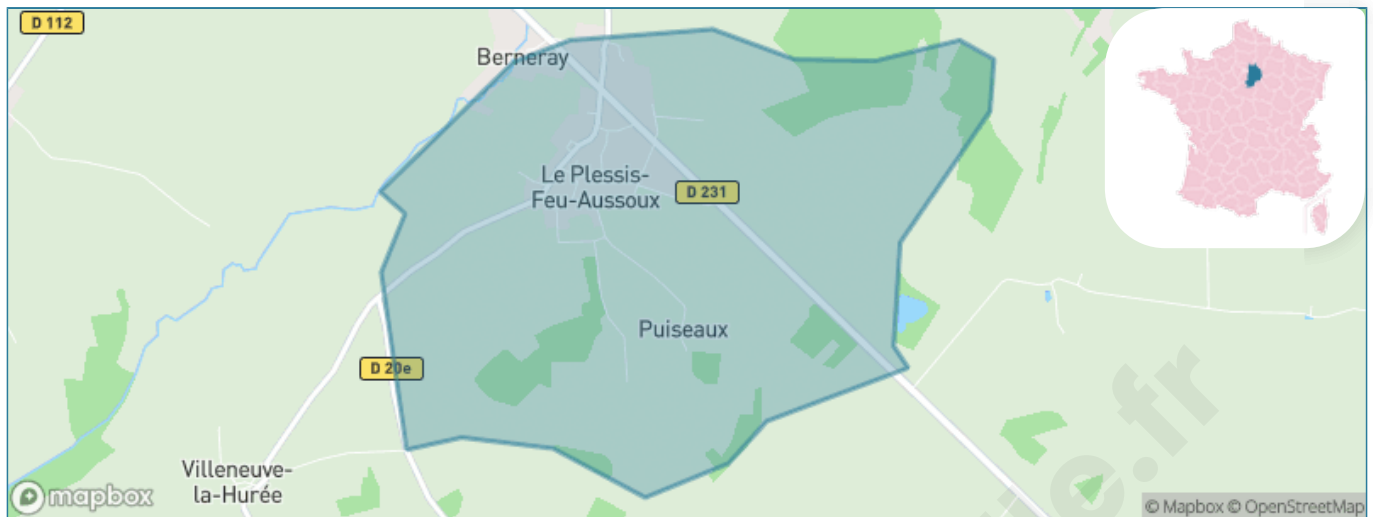 D 112
Berneray
Le Plessis-
Feu-Aussoux
D 231
Puiseaux
D 20e
Villeneuve-
la-Hurée
mapbox
© Mapbox © OpenStreetMap